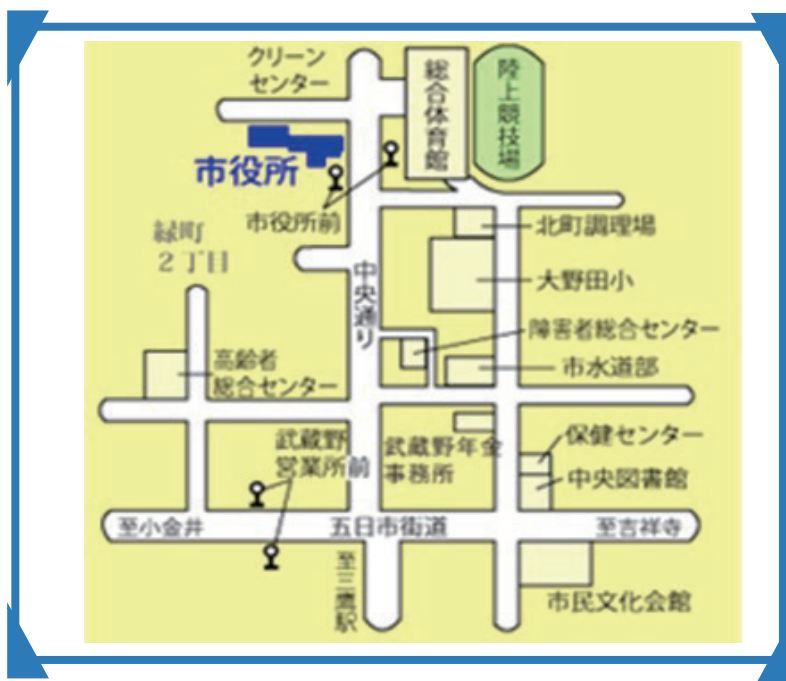 クリーン
センター
総合体育館
陸上競技場
市役所
市役所前
緑町
2丁目
北町調理場
大野田小
中央通り
障害者総合センター
市水道部
高齢者
総合センター
武蔵野
営業所前
武蔵野年金
事務所
保健センター
中央図書館
至小金井
五日市街道
至吉祥寺
至三鷹駅
市民文化会館